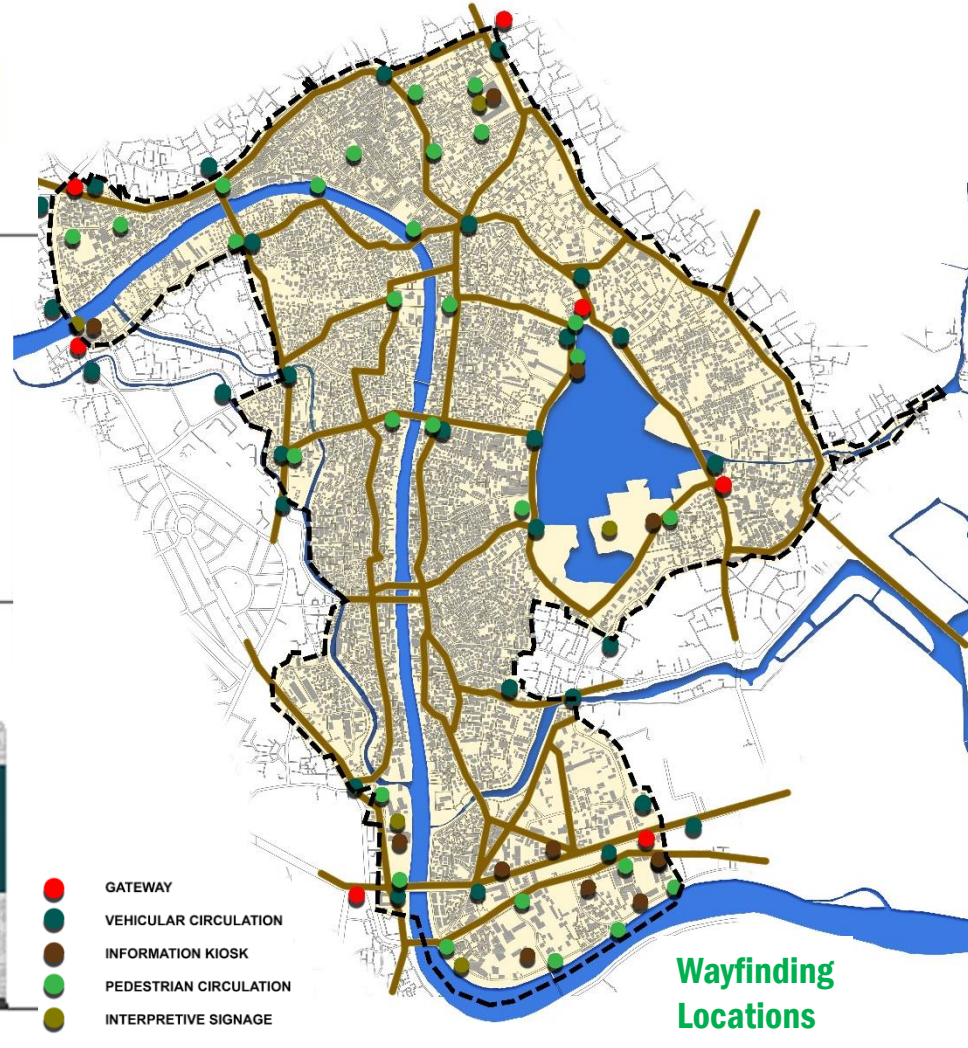 GATEWAY
VEHICULAR CIRCULATION
INFORMATION KIOSK
PEDESTRIAN CIRCULATION
INTERPRETIVE SIGNAGE
Wayfinding
Locations